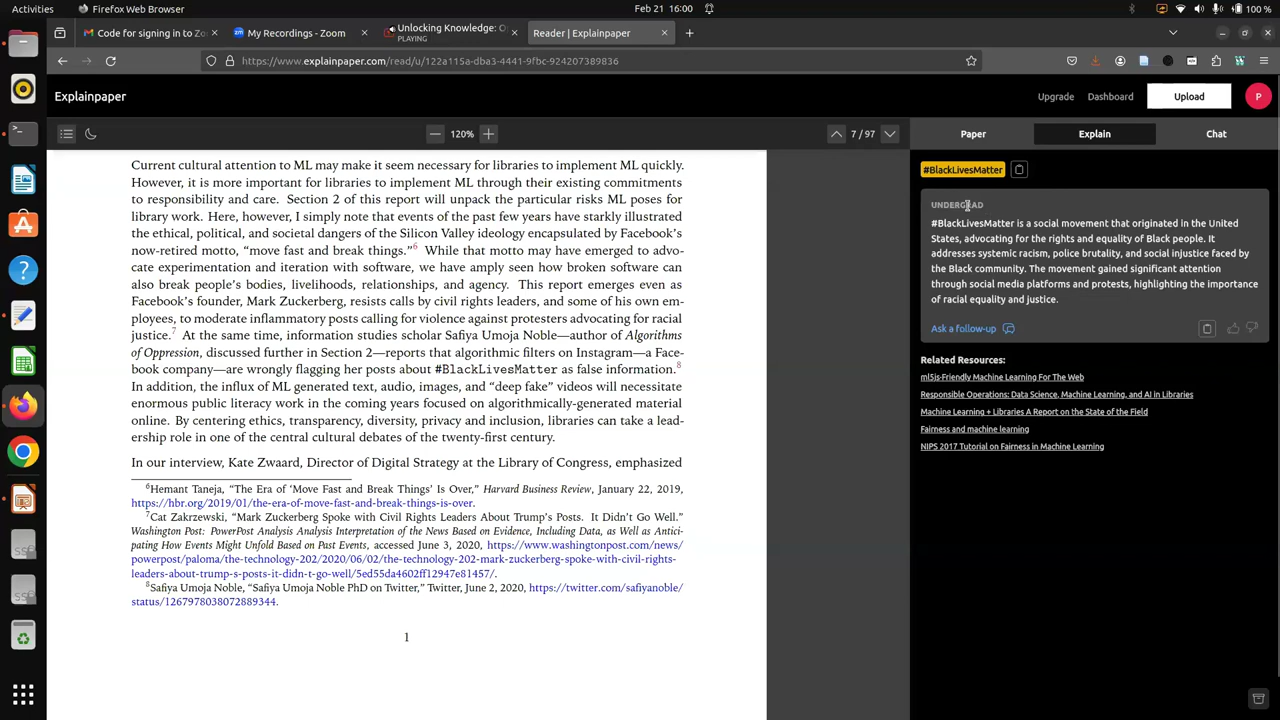 Activities
Firefox Web Browser
Feb 21 16:00
100 %
Code for signing in to Zo
My Recordings - Zoom
Unlocking Knowledge: O
PLAYING
Reader | Explainpaper
https://www.explainpaper.com/read/u/122a115a-dba3-4441-9fbc-924207389836
Explainpaper
Upgrade
Dashboard
Upload
P
120%
7 / 97
Paper
Explain
Chat
Current cultural attention to ML may make it seem necessary for libraries to implement ML quickly.
However, it is more important for libraries to implement ML through their existing commitments
to responsibility and care. Section 2 of this report will unpack the particular risks ML poses for
library work. Here, however, I simply note that events of the past few years have starkly illustrated
the ethical, political, and societal dangers of the Silicon Valley ideology encapsulated by Facebook's
now-retired motto, “move fast and break things.”6 While that motto may have emerged to advo-
cate experimentation and iteration with software, we have amply seen how broken software can
also break people's bodies, livelihoods, relationships, and agency. This report emerges even as
Facebook's founder, Mark Zuckerberg, resists calls by civil rights leaders, and some of his own em-
ployees, to moderate inflammatory posts calling for violence against protesters advocating for racial
justice.7 At the same time, information studies scholar Safiya Umoja Noble—author of Algorithms
of Oppression, discussed further in Section 2—reports that algorithmic filters on Instagram—a Face-
book company—are wrongly flagging her posts about #BlackLivesMatter as false information.8
In addition, the influx of ML generated text, audio, images, and “deep fake” videos will necessitate
enormous public literacy work in the coming years focused on algorithmically-generated material
online. By centering ethics, transparency, diversity, privacy and inclusion, libraries can take a lead-
ership role in one of the central cultural debates of the twenty-first century.
In our interview, Kate Zwaard, Director of Digital Strategy at the Library of Congress, emphasized
6Hemant Taneja, “The Era of ‘Move Fast and Break Things’ Is Over,” Harvard Business Review, January 22, 2019,
https://hbr.org/2019/01/the-era-of-move-fast-and-break-things-is-over.
7Cat Zakrzewski, “Mark Zuckerberg Spoke with Civil Rights Leaders About Trump's Posts. It Didn't Go Well.”
Washington Post: PowerPost Analysis Analysis Interpretation of the News Based on Evidence, Including Data, as Well as Antici-
pating How Events Might Unfold Based on Past Events, accessed June 3, 2020, https://www.washingtonpost.com/news/
powerpost/paloma/the-technology-202/2020/06/02/the-technology-202-mark-zuckerberg-spoke-with-civil-rights-
leaders-about-trump-s-posts-it-didn-t-go-well/5ed55da4602ff12947e81457/.
8Safiya Umoja Noble, “Safiya Umoja Noble PhD on Twitter,” Twitter, June 2, 2020, https://twitter.com/safiyanoble/
status/1267978038072889344.
1
#BlackLivesMatter
UNDERGRAD
#BlackLivesMatter is a social movement that originated in the United
States, advocating for the rights and equality of Black people. It
addresses systemic racism, police brutality, and social injustice faced by
the Black community. The movement gained significant attention
through social media platforms and protests, highlighting the importance
of racial equality and justice.
Ask a follow-up
Related Resources:
ml5is-Friendly Machine Learning For The Web
Responsible Operations: Data Science, Machine Learning, and AI in Libraries
Machine Learning + Libraries A Report on the State of the Field
Fairness and machine learning
NIPS 2017 Tutorial on Fairness in Machine Learning